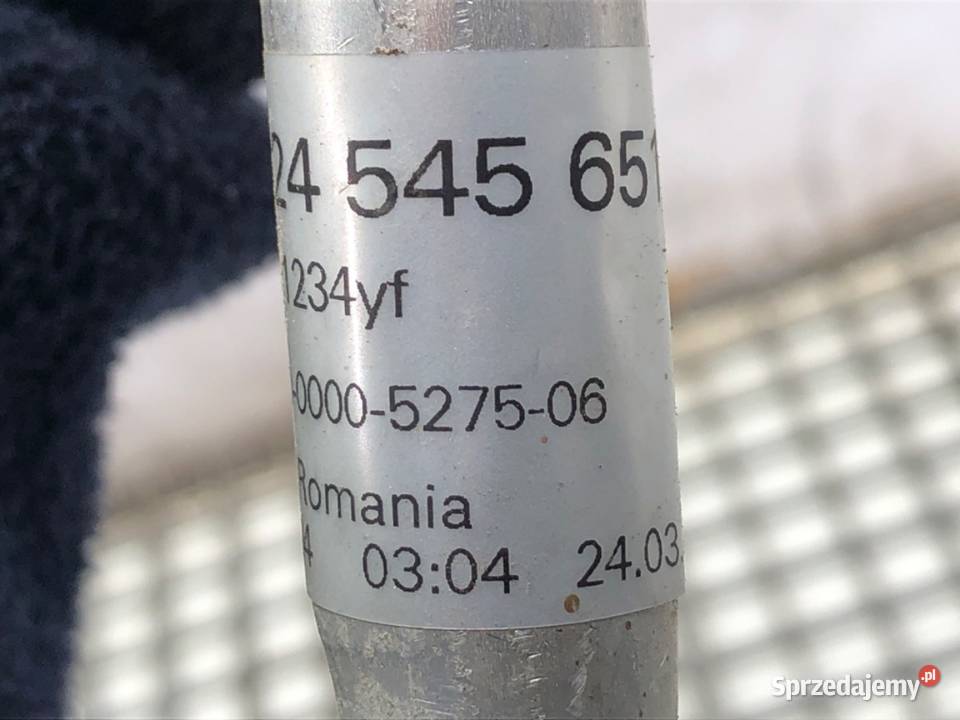 24 545 651
1234yf
-0000-5275-06
Romania
4 03:04 24.03.
Sprzedajemy.pl